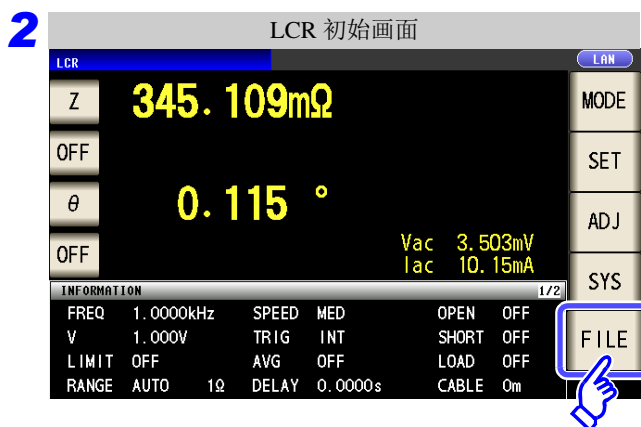 2
LCR 初始画面
LCR
LAN
Z
345.109mΩ
MODE
OFF
SET
θ
0.115 °
ADJ
OFF
Vac 3.503mV
Iac 10.15mA
SYS
INFORMATION 1/2
FREQ 1.0000kHz SPEED MED OPEN OFF
V 1.000V TRIG INT SHORT OFF
LIMIT OFF AVG OFF LOAD OFF
RANGE AUTO 1Ω DELAY 0.0000s CABLE 0m
FILE